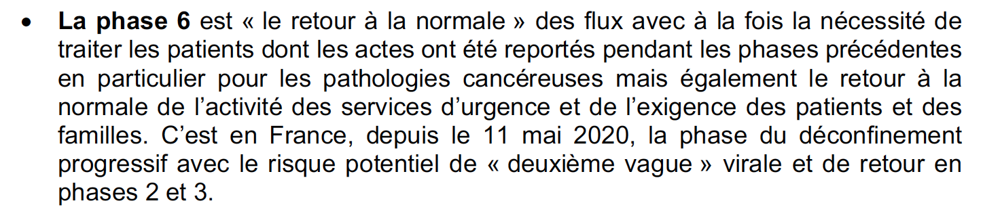 • La phase 6 est « le retour à la normale » des flux avec à la fois la nécessité de
traiter les patients dont les actes ont été reportés pendant les phases précédentes
en particulier pour les pathologies cancéreuses mais également le retour à la
normale de l’activité des services d’urgence et de l’exigence des patients et des
familles. C’est en France, depuis le 11 mai 2020, la phase du déconfinement
progressif avec le risque potentiel de « deuxième vague » virale et de retour en
phases 2 et 3.